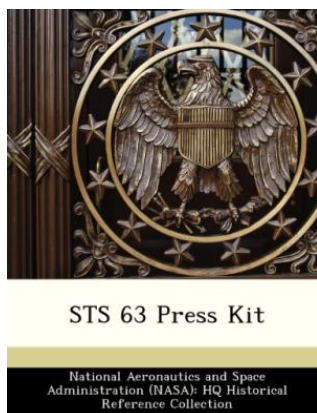 STS 63 Press Kit
National Aeronautics and Space
Administration (NASA): HQ Historical
Reference Collection